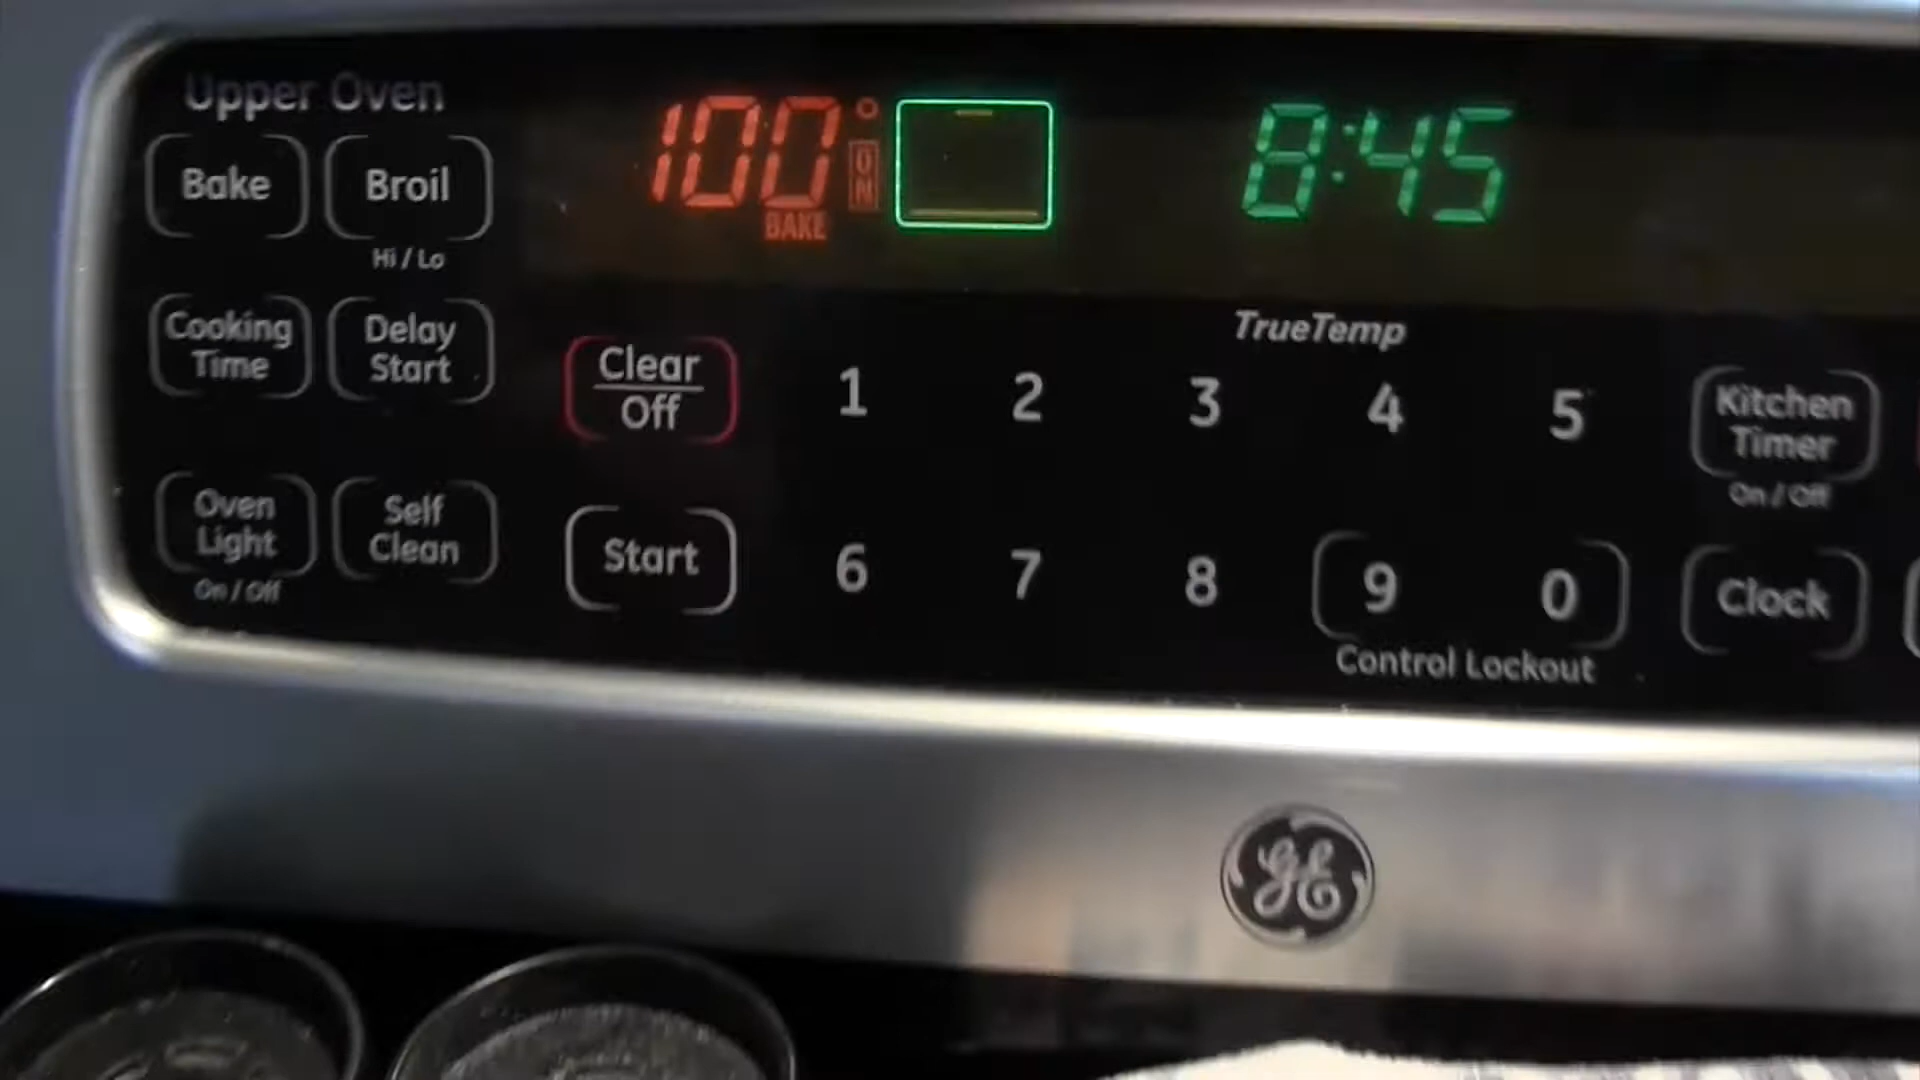 Upper Oven
100°
ON
BAKE
8:45
Bake
Broil
Hi / Lo
Cooking
Time
Delay
Start
Clear
Off
TrueTemp
1 2 3 4 5
Kitchen
Timer
On / Off
Oven
Light
On / Off
Self
Clean
Start
6 7 8 9 0
Control Lockout
Clock
GE